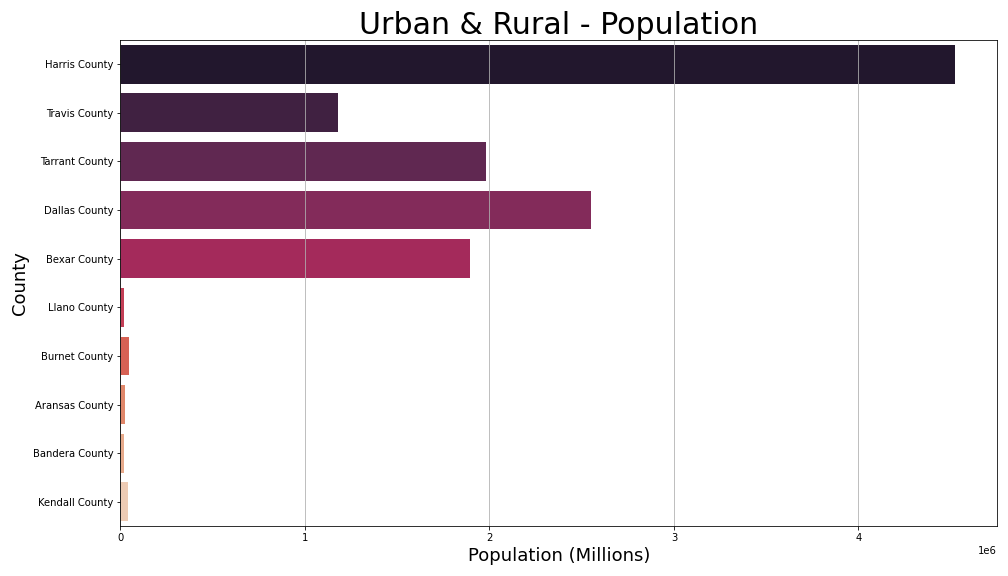 Urban & Rural - Population
County
Harris County
Travis County
Tarrant County
Dallas County
Bexar County
Llano County
Burnet County
Aransas County
Bandera County
Kendall County
0 1 2 3 4
1e6
Population (Millions)